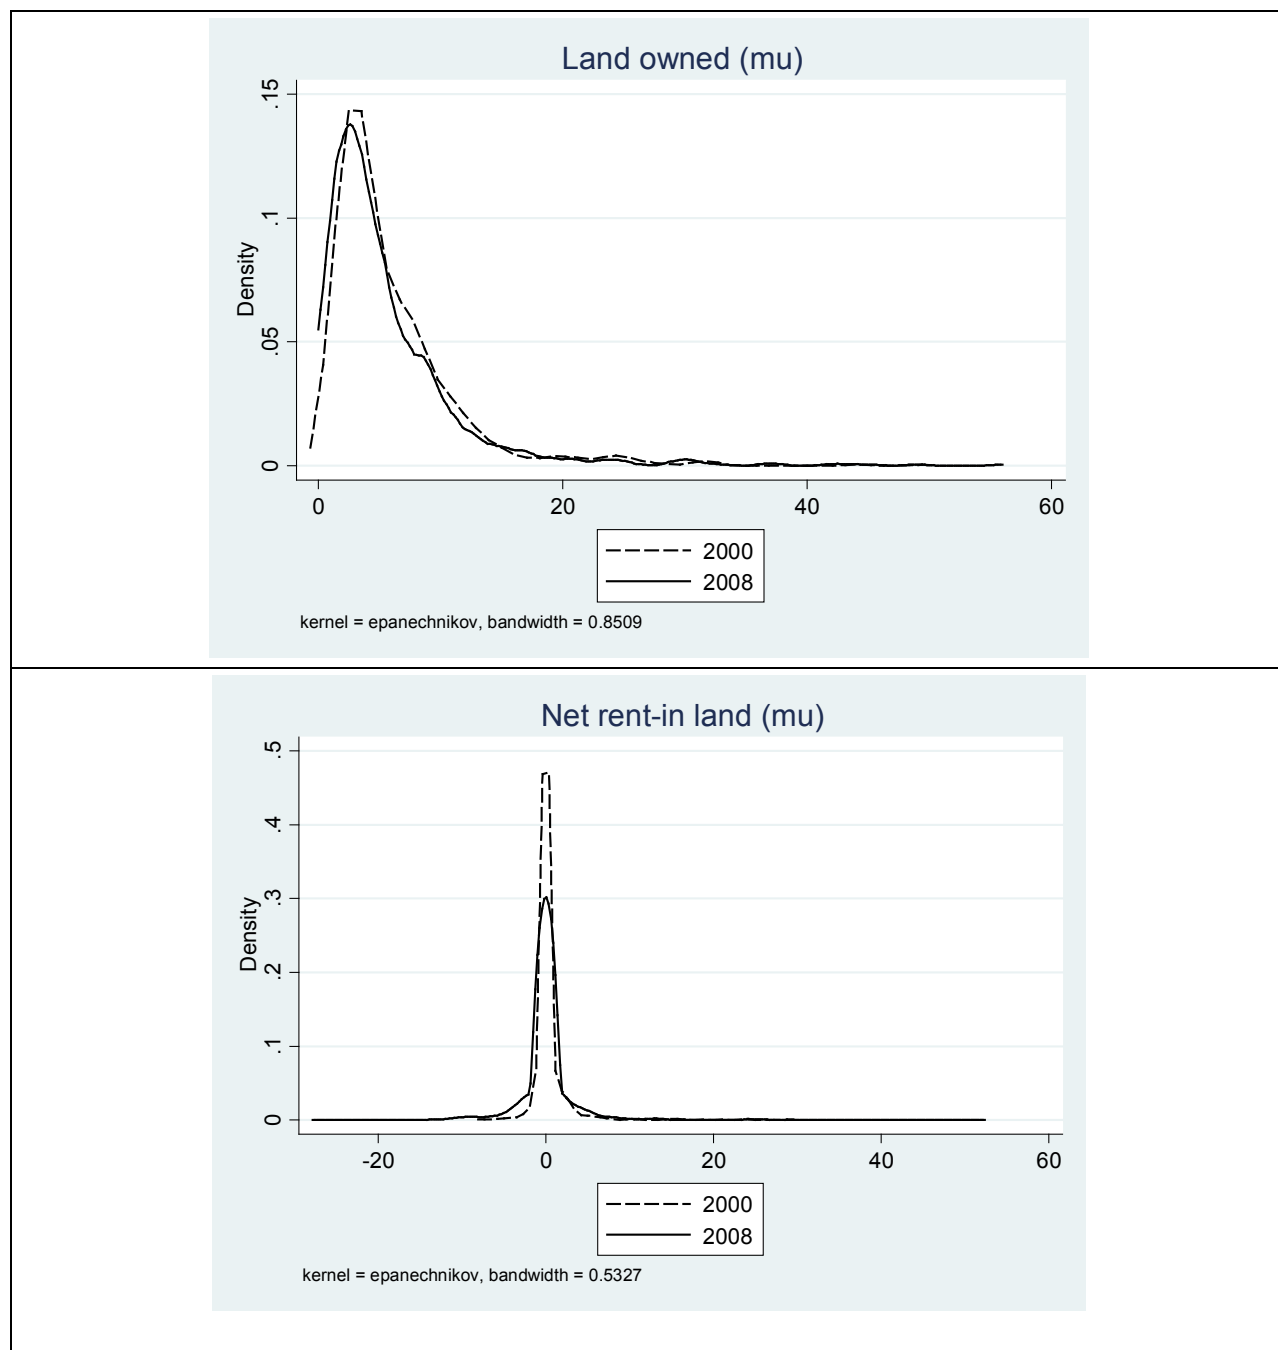 Land owned (mu)
.15
.1
.05
0
Density
0 20 40 60
2000
2008
kernel = epanechnikov, bandwidth = 0.8509
Net rent-in land (mu)
.5
.4
.3
.2
.1
0
Density
-20 0 20 40 60
2000
2008
kernel = epanechnikov, bandwidth = 0.5327